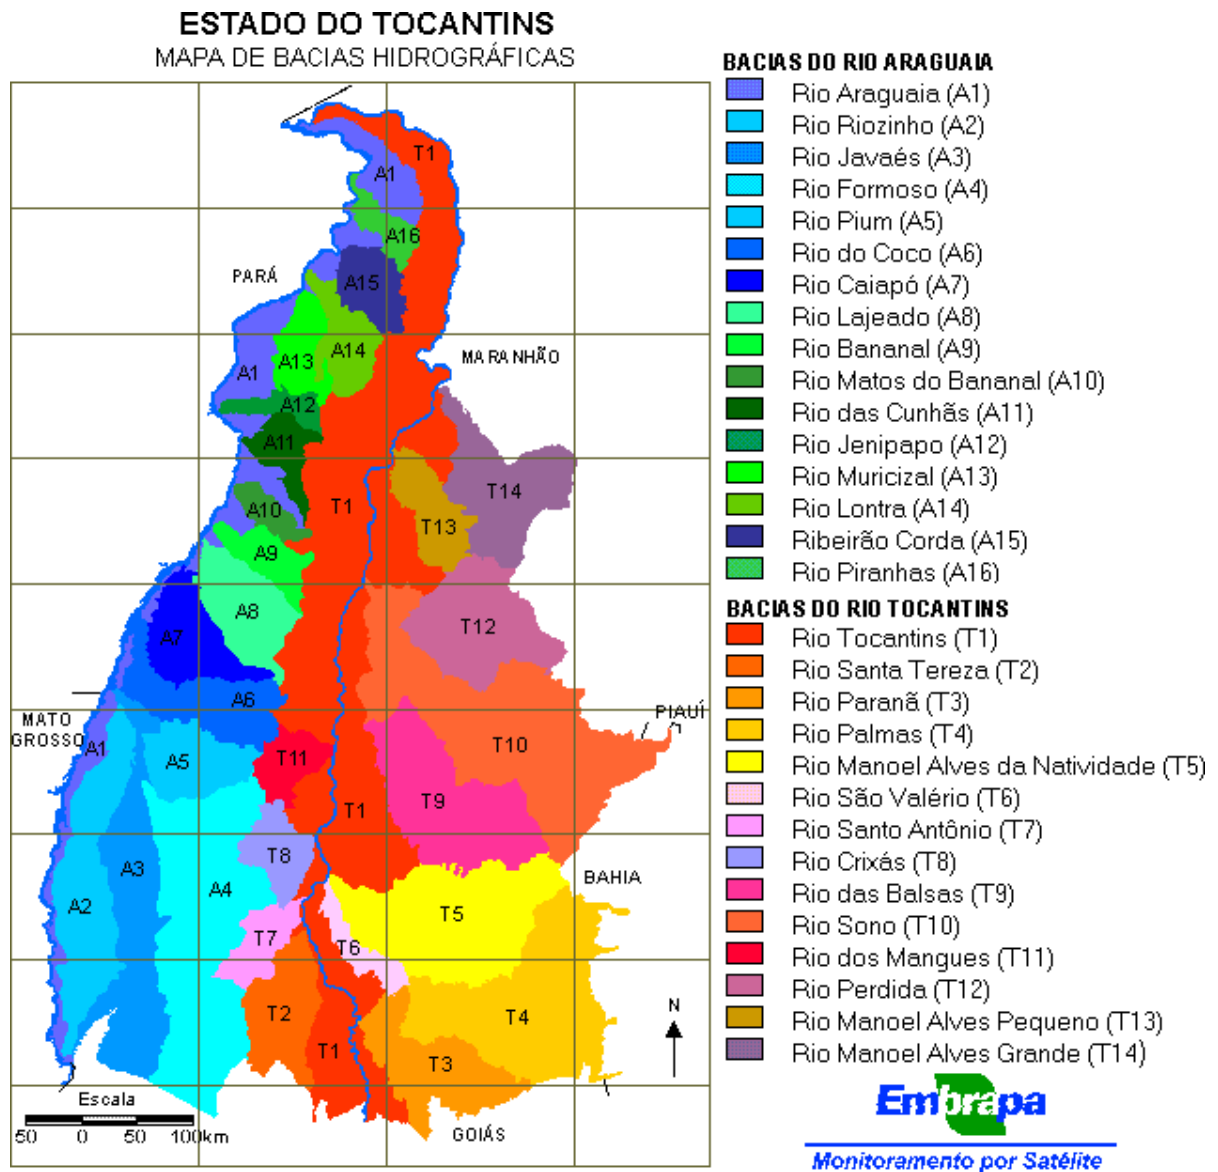 ESTADO DO TOCANTINS
MAPA DE BACIAS HIDROGRÁFICAS
T1
A1
A16
PARÁ
A15
MARANHÃO
A14
A13
A1
A12
A11
T14
A10
T1
T13
A9
A8
T12
A7
A6
MATO
GROSSO
PIAUÍ
A1
T10
A5
T11
T9
T1
A3
T8
BAHIA
A4
A2
T5
T7
T6
N
T2
T4
T1
T3
Escala
50 0 50 100km
GOIÁS
BACIAS DO RIO ARAGUAIA
Rio Araguaia (A1)
Rio Riozinho (A2)
Rio Javaés (A3)
Rio Formoso (A4)
Rio Pium (A5)
Rio do Coco (A6)
Rio Caiapó (A7)
Rio Lajeado (A8)
Rio Bananal (A9)
Rio Matos do Bananal (A10)
Rio das Cunhãs (A11)
Rio Jenipapo (A12)
Rio Muricizal (A13)
Rio Lontra (A14)
Ribeirão Corda (A15)
Rio Piranhas (A16)
BACIAS DO RIO TOCANTINS
Rio Tocantins (T1)
Rio Santa Tereza (T2)
Rio Paranã (T3)
Rio Palmas (T4)
Rio Manoel Alves da Natividade (T5)
Rio São Valério (T6)
Rio Santo Antônio (T7)
Rio Crixás (T8)
Rio das Balsas (T9)
Rio Sono (T10)
Rio dos Mangues (T11)
Rio Perdida (T12)
Rio Manoel Alves Pequeno (T13)
Rio Manoel Alves Grande (T14)
Embrapa
Monitoramento por Satélite